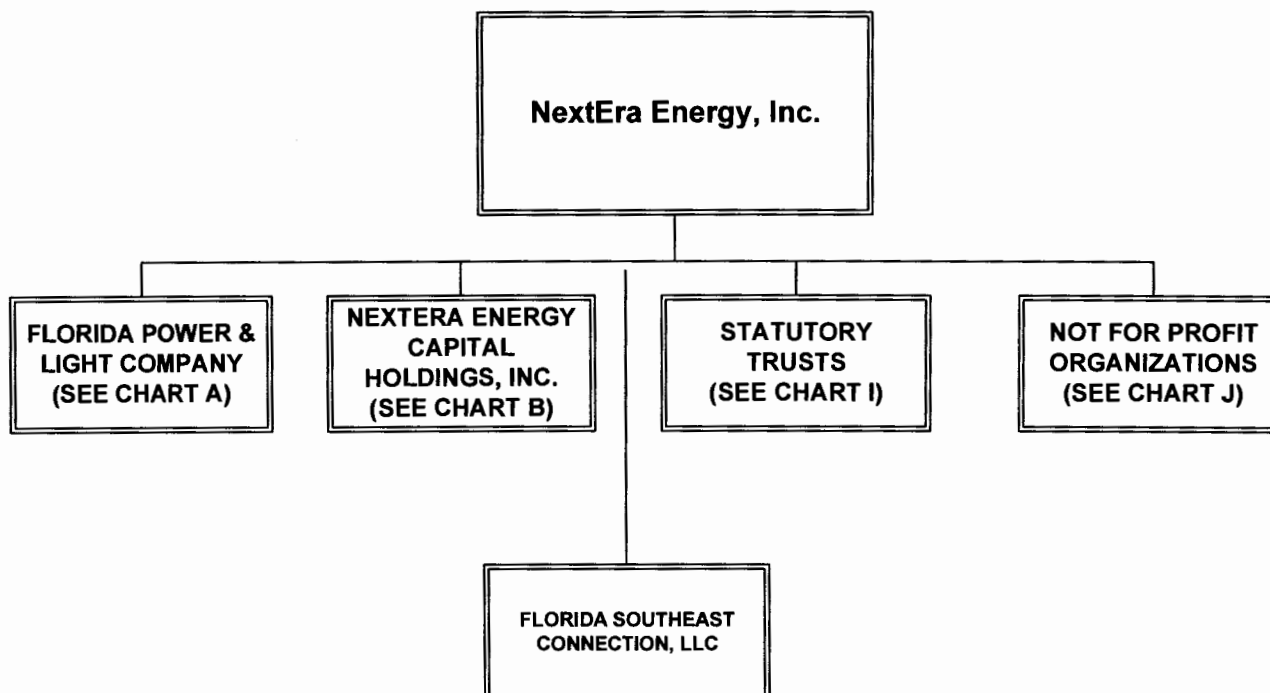 NextEra Energy, Inc.
FLORIDA POWER &
LIGHT COMPANY
(SEE CHART A)
NEXTERA ENERGY
CAPITAL
HOLDINGS, INC.
(SEE CHART B)
STATUTORY
TRUSTS
(SEE CHART I)
NOT FOR PROFIT
ORGANIZATIONS
(SEE CHART J)
FLORIDA SOUTHEAST
CONNECTION, LLC